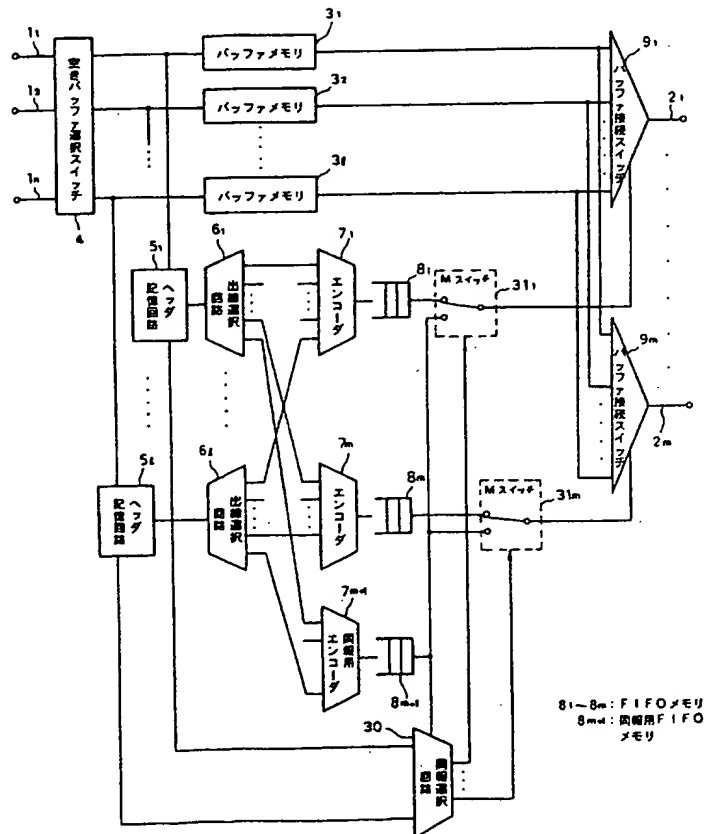 1₁
1₂
1n
空きバッファ選択スイッチ
4
バッファメモリ
3₁
バッファメモリ
3₂
バッファメモリ
3ℓ
バッファ接続スイッチ
9₁
2₁
バッファ接続スイッチ
9m
2m
ヘッダ記憶回路
5₁
出線選択回路
6₁
エンコーダ
7₁
8₁
Mスイッチ
31₁
ヘッダ記憶回路
5ℓ
出線選択回路
6ℓ
エンコーダ
7m
8m
Mスイッチ
31m
同報用エンコーダ
7m+1
8m+1
30
同報選択回路
8₁~8m:FIFOメモリ
8m+1:同報用FIFO
メモリ